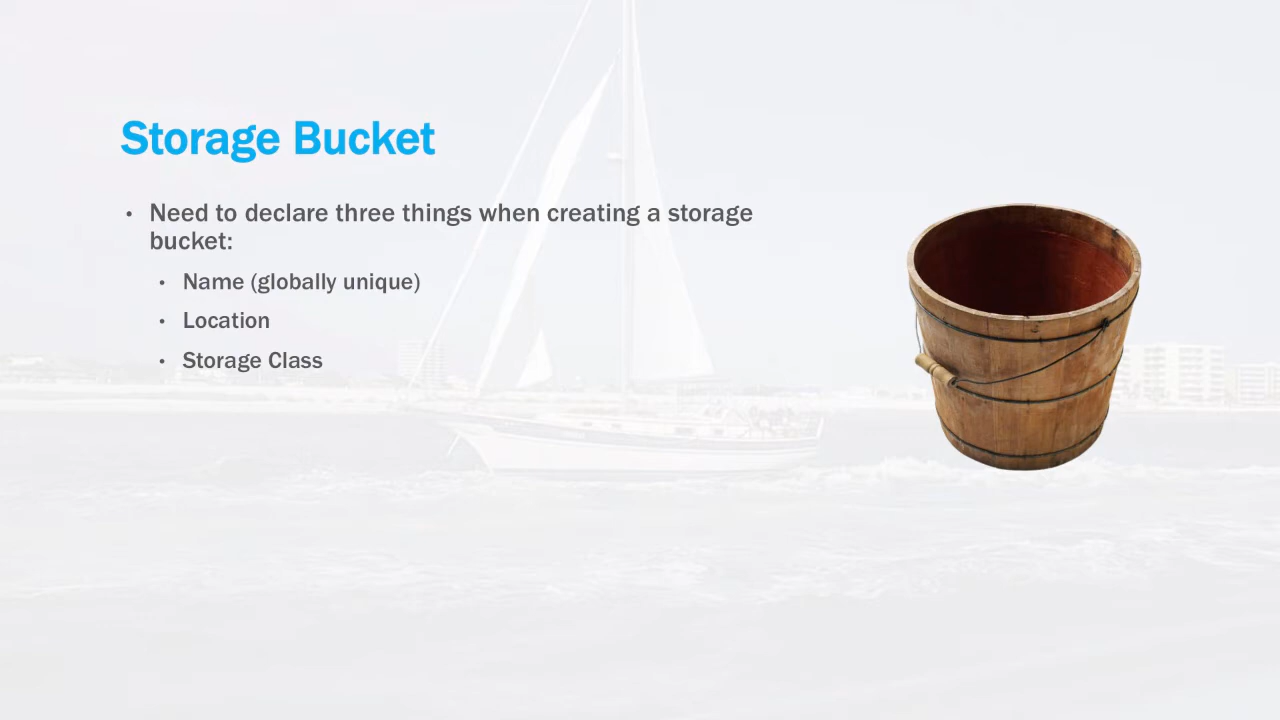 Storage Bucket
• Need to declare three things when creating a storage
bucket:
• Name (globally unique)
• Location
• Storage Class